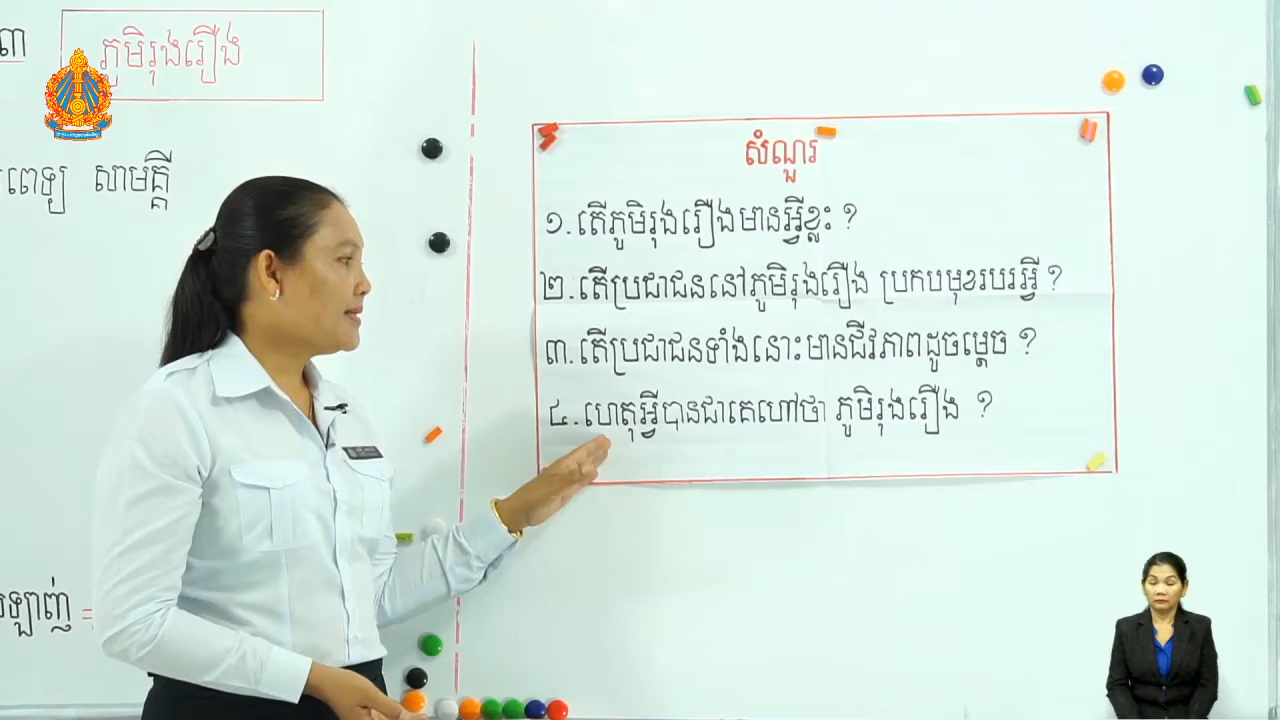 ៣
ភូមិរុងរឿង
ពេទ្យ សាមគ្គី
សំណួរ
១. តើភូមិរុងរឿងមានអ្វីខ្លះ ?
២. តើប្រជាជននៅភូមិរុងរឿង ប្រកបមុខរបរអ្វី ?
៣. តើប្រជាជនទាំងនោះមានជីវភាពដូចម្ដេច ?
៤. ហេតុអ្វីបានជាគេហៅថា ភូមិរុងរឿង ?